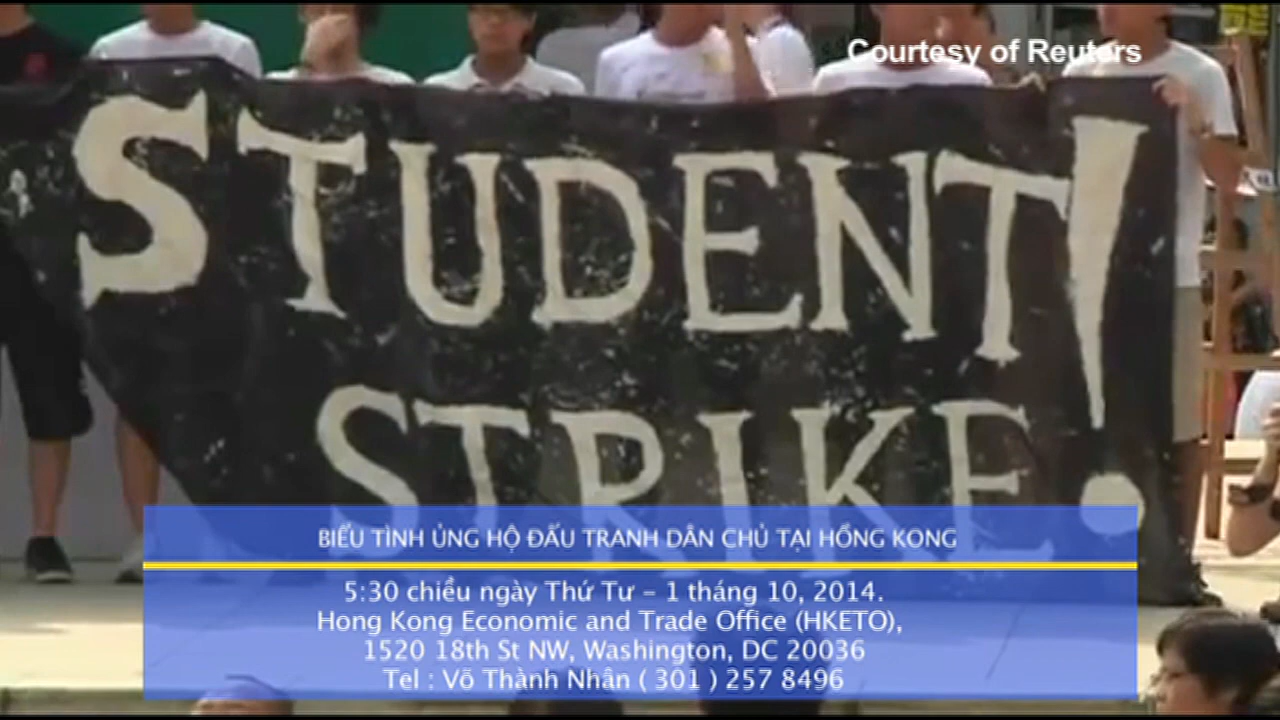 Courtesy of Reuters
STUDENT!
STRIKE
BIỂU TÌNH ỦNG HỘ ĐẤU TRANH DÂN CHỦ TẠI HỒNG KONG
5:30 chiều ngày Thứ Tư - 1 tháng 10, 2014.
Hong Kong Economic and Trade Office (HKETO),
1520 18th St NW, Washington, DC 20036
Tel : Võ Thành Nhân ( 301 ) 257 8496